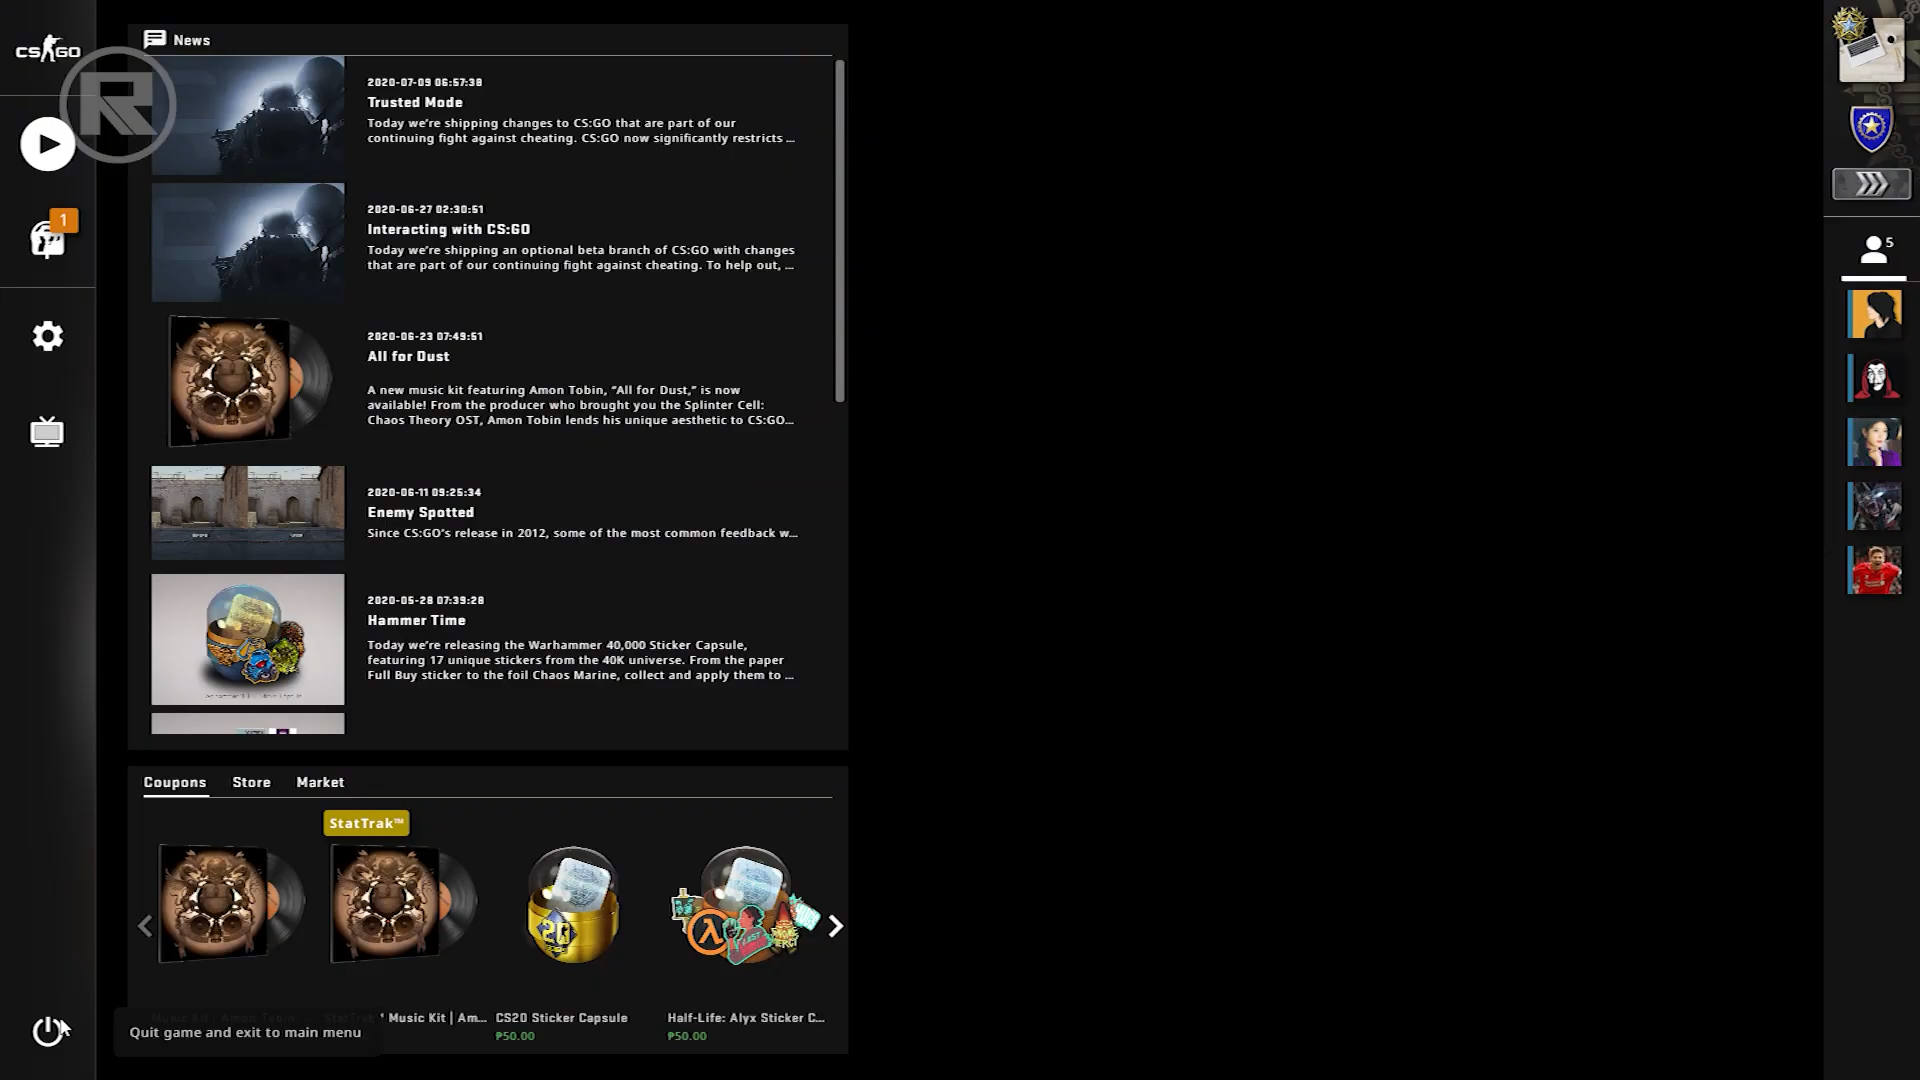 CS GO
R
News
2020-07-09 06:57:38
Trusted Mode
Today we're shipping changes to CS:GO that are part of our
continuing fight against cheating. CS:GO now significantly restricts ...
1
2020-06-27 02:30:51
Interacting with CS:GO
Today we're shipping an optional beta branch of CS:GO with changes
that are part of our continuing fight against cheating. To help out, ...
5
2020-06-23 07:49:51
All for Dust
A new music kit featuring Amon Tobin, “All for Dust,” is now
available! From the producer who brought you the Splinter Cell:
Chaos Theory OST, Amon Tobin lends his unique aesthetic to CS:GO...
2020-06-11 09:25:34
Enemy Spotted
Since CS:GO's release in 2012, some of the most common feedback w...
2020-05-28 07:39:28
Hammer Time
Today we're releasing the Warhammer 40,000 Sticker Capsule,
featuring 17 unique stickers from the 40K universe. From the paper
Full Buy sticker to the foil Chaos Marine, collect and apply them to ...
Coupons Store Market
StatTrak™
20
Music Kit | Am... CS20 Sticker Capsule Half-Life: Alyx Sticker C...
₱50.00 ₱50.00
Quit game and exit to main menu